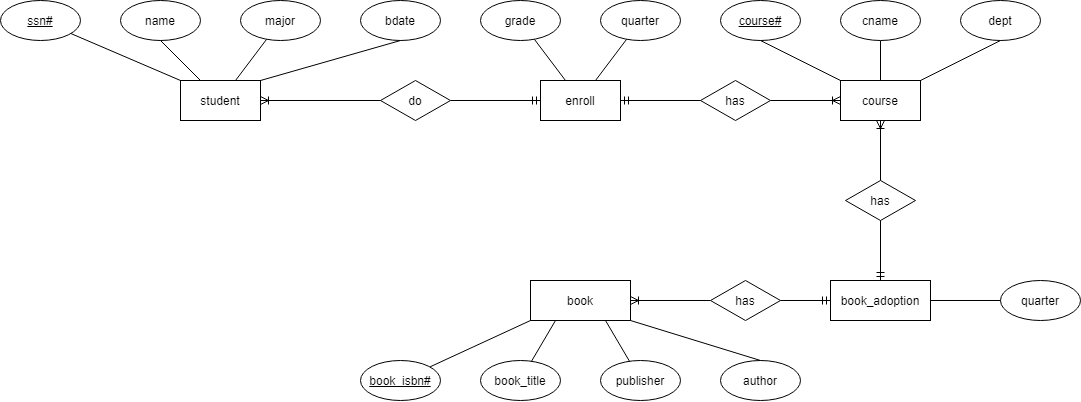 ssn#
name
major
bdate
grade
quarter
course#
cname
dept
student
do
enroll
has
course
has
book
has
book_adoption
quarter
book_isbn#
book_title
publisher
author